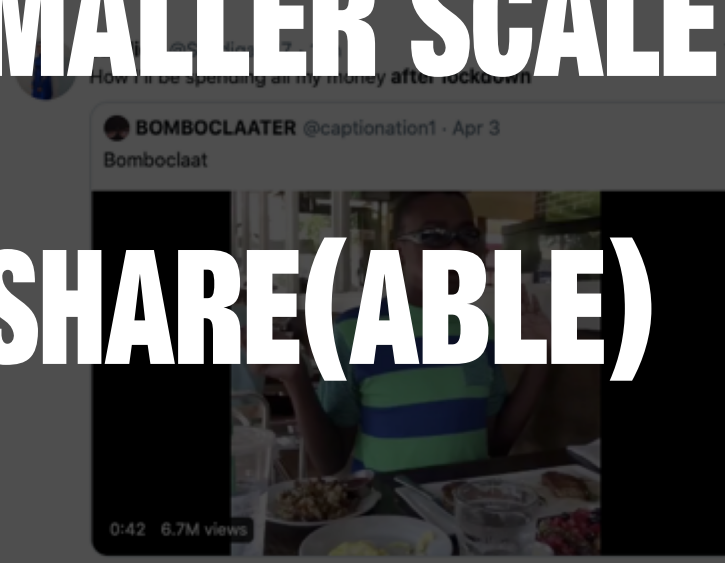 MALLER SCALE
How I'll be spending all my money after lockdown
BOMBOCLAATER @captionation1 · Apr 3
Bomboclaat
SHARE(ABLE)
0:42 6.7M views